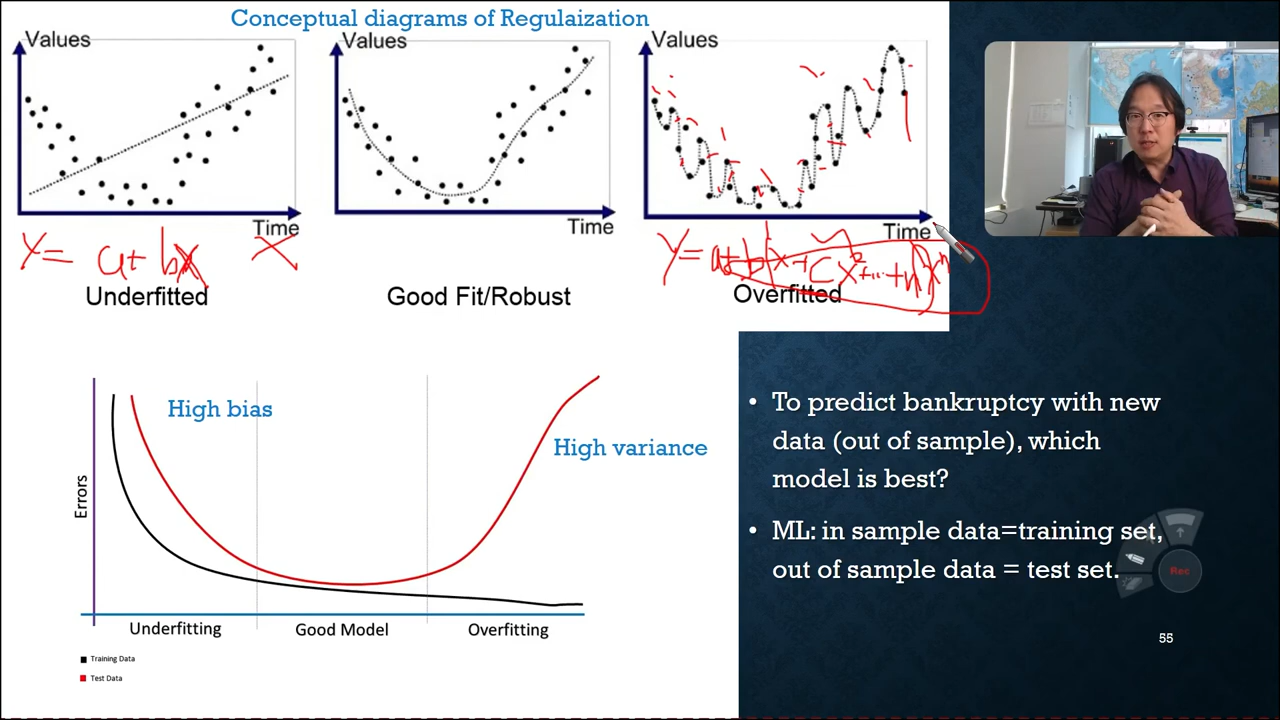 Conceptual diagrams of Regulaization
Values
Time
Y= a+ bx
X
Underfitted
Values
Time
Good Fit/Robust
Values
Time
Overfitted
High bias
High variance
Errors
Underfitting
Good Model
Overfitting
Training Data
Test Data
• To predict bankruptcy with new
data (out of sample), which
model is best?
• ML: in sample data=training set,
out of sample data = test set.
Rec
55